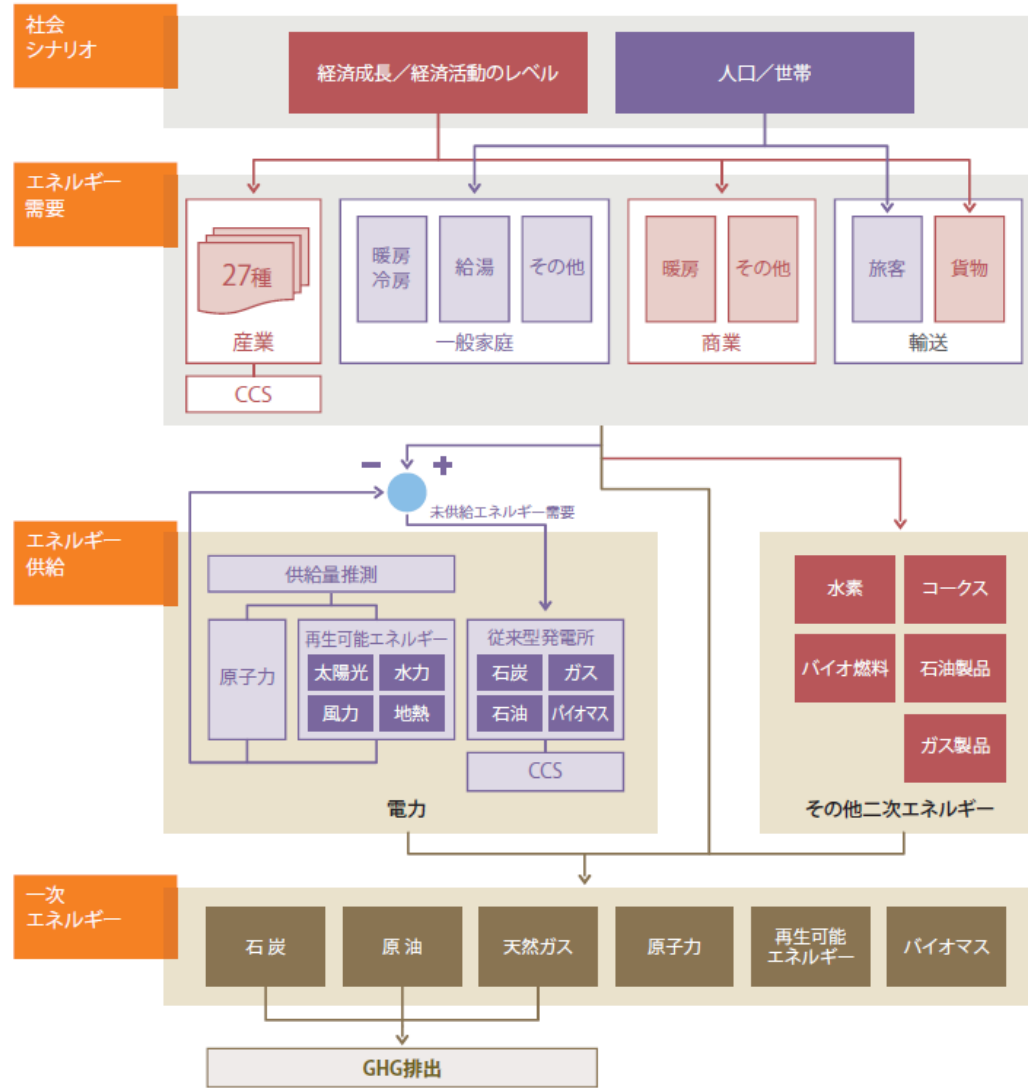 社会
シナリオ
経済成長／経済活動のレベル
人口／世帯
エネルギー
需要
27種
産業
CCS
暖房
冷房
給湯
その他
一般家庭
暖房
その他
商業
旅客
貨物
輸送
− +
未供給エネルギー需要
エネルギー
供給
供給量推測
原子力
再生可能エネルギー
太陽光
水力
風力
地熱
従来型発電所
石炭
ガス
石油
バイオマス
CCS
電力
水素
コークス
バイオ燃料
石油製品
ガス製品
その他二次エネルギー
一次
エネルギー
石炭
原油
天然ガス
原子力
再生可能
エネルギー
バイオマス
GHG排出